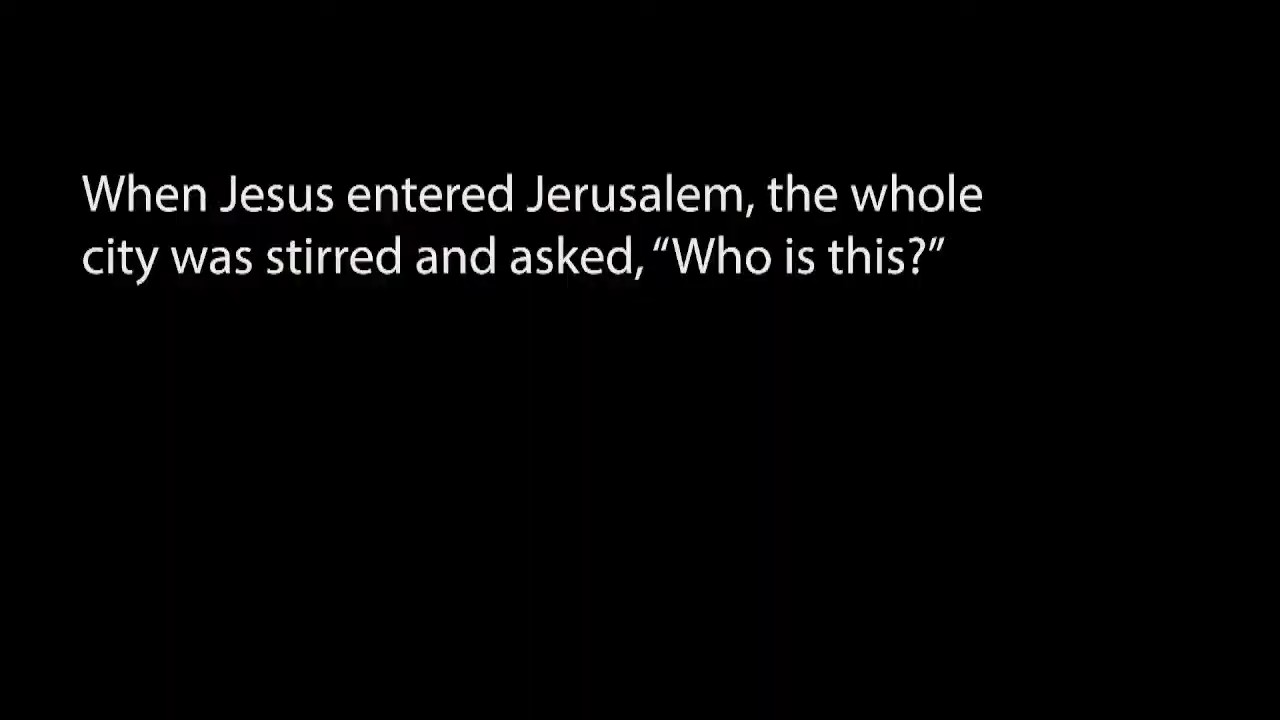 When Jesus entered Jerusalem, the whole
city was stirred and asked, “Who is this?”